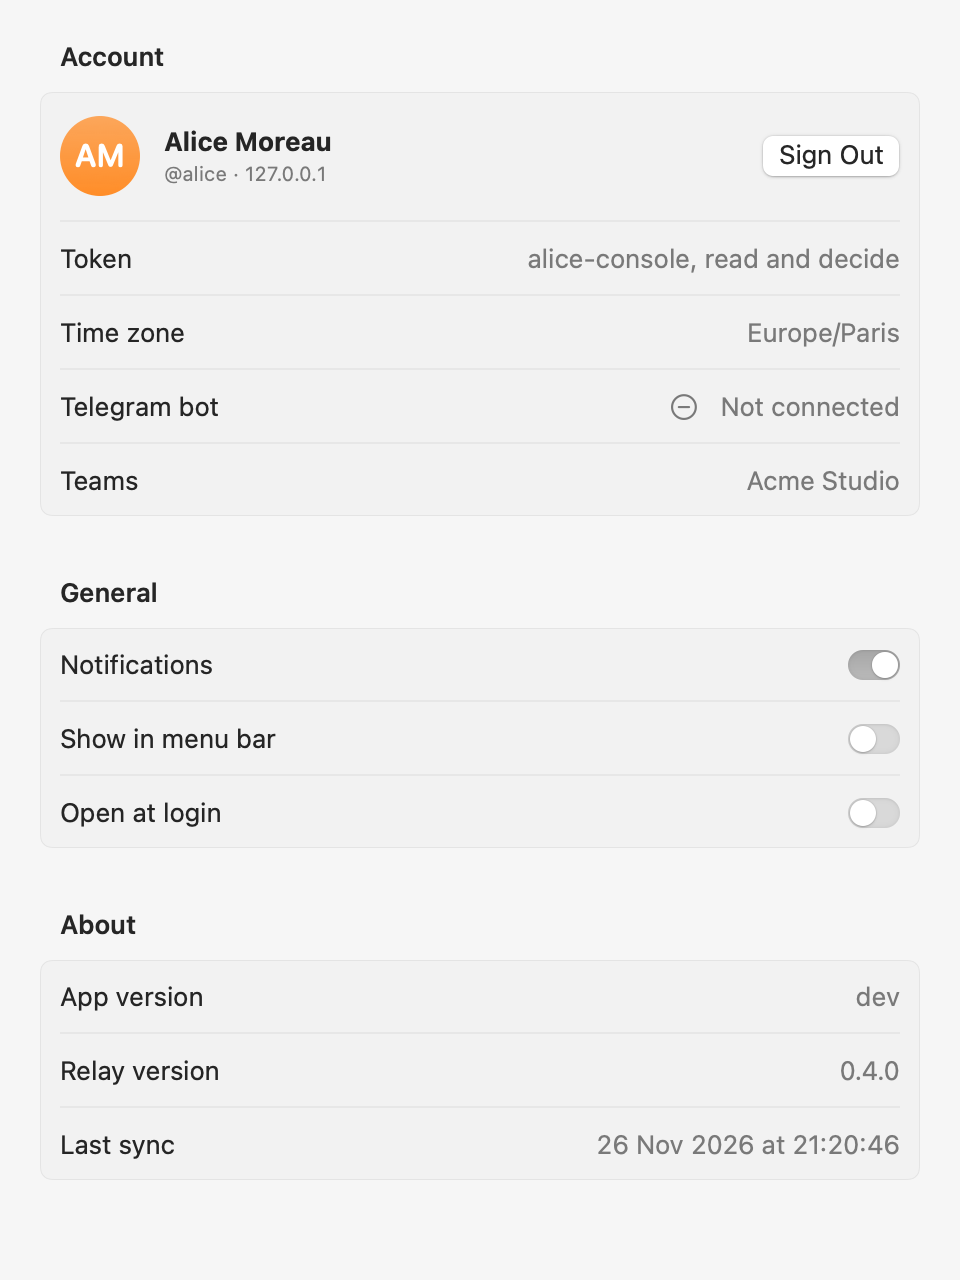 Account
AM
Alice Moreau
@alice · 127.0.0.1
Sign Out
Token
alice-console, read and decide
Time zone
Europe/Paris
Telegram bot
Not connected
Teams
Acme Studio
General
Notifications
Show in menu bar
Open at login
About
App version
dev
Relay version
0.4.0
Last sync
26 Nov 2026 at 21:20:46